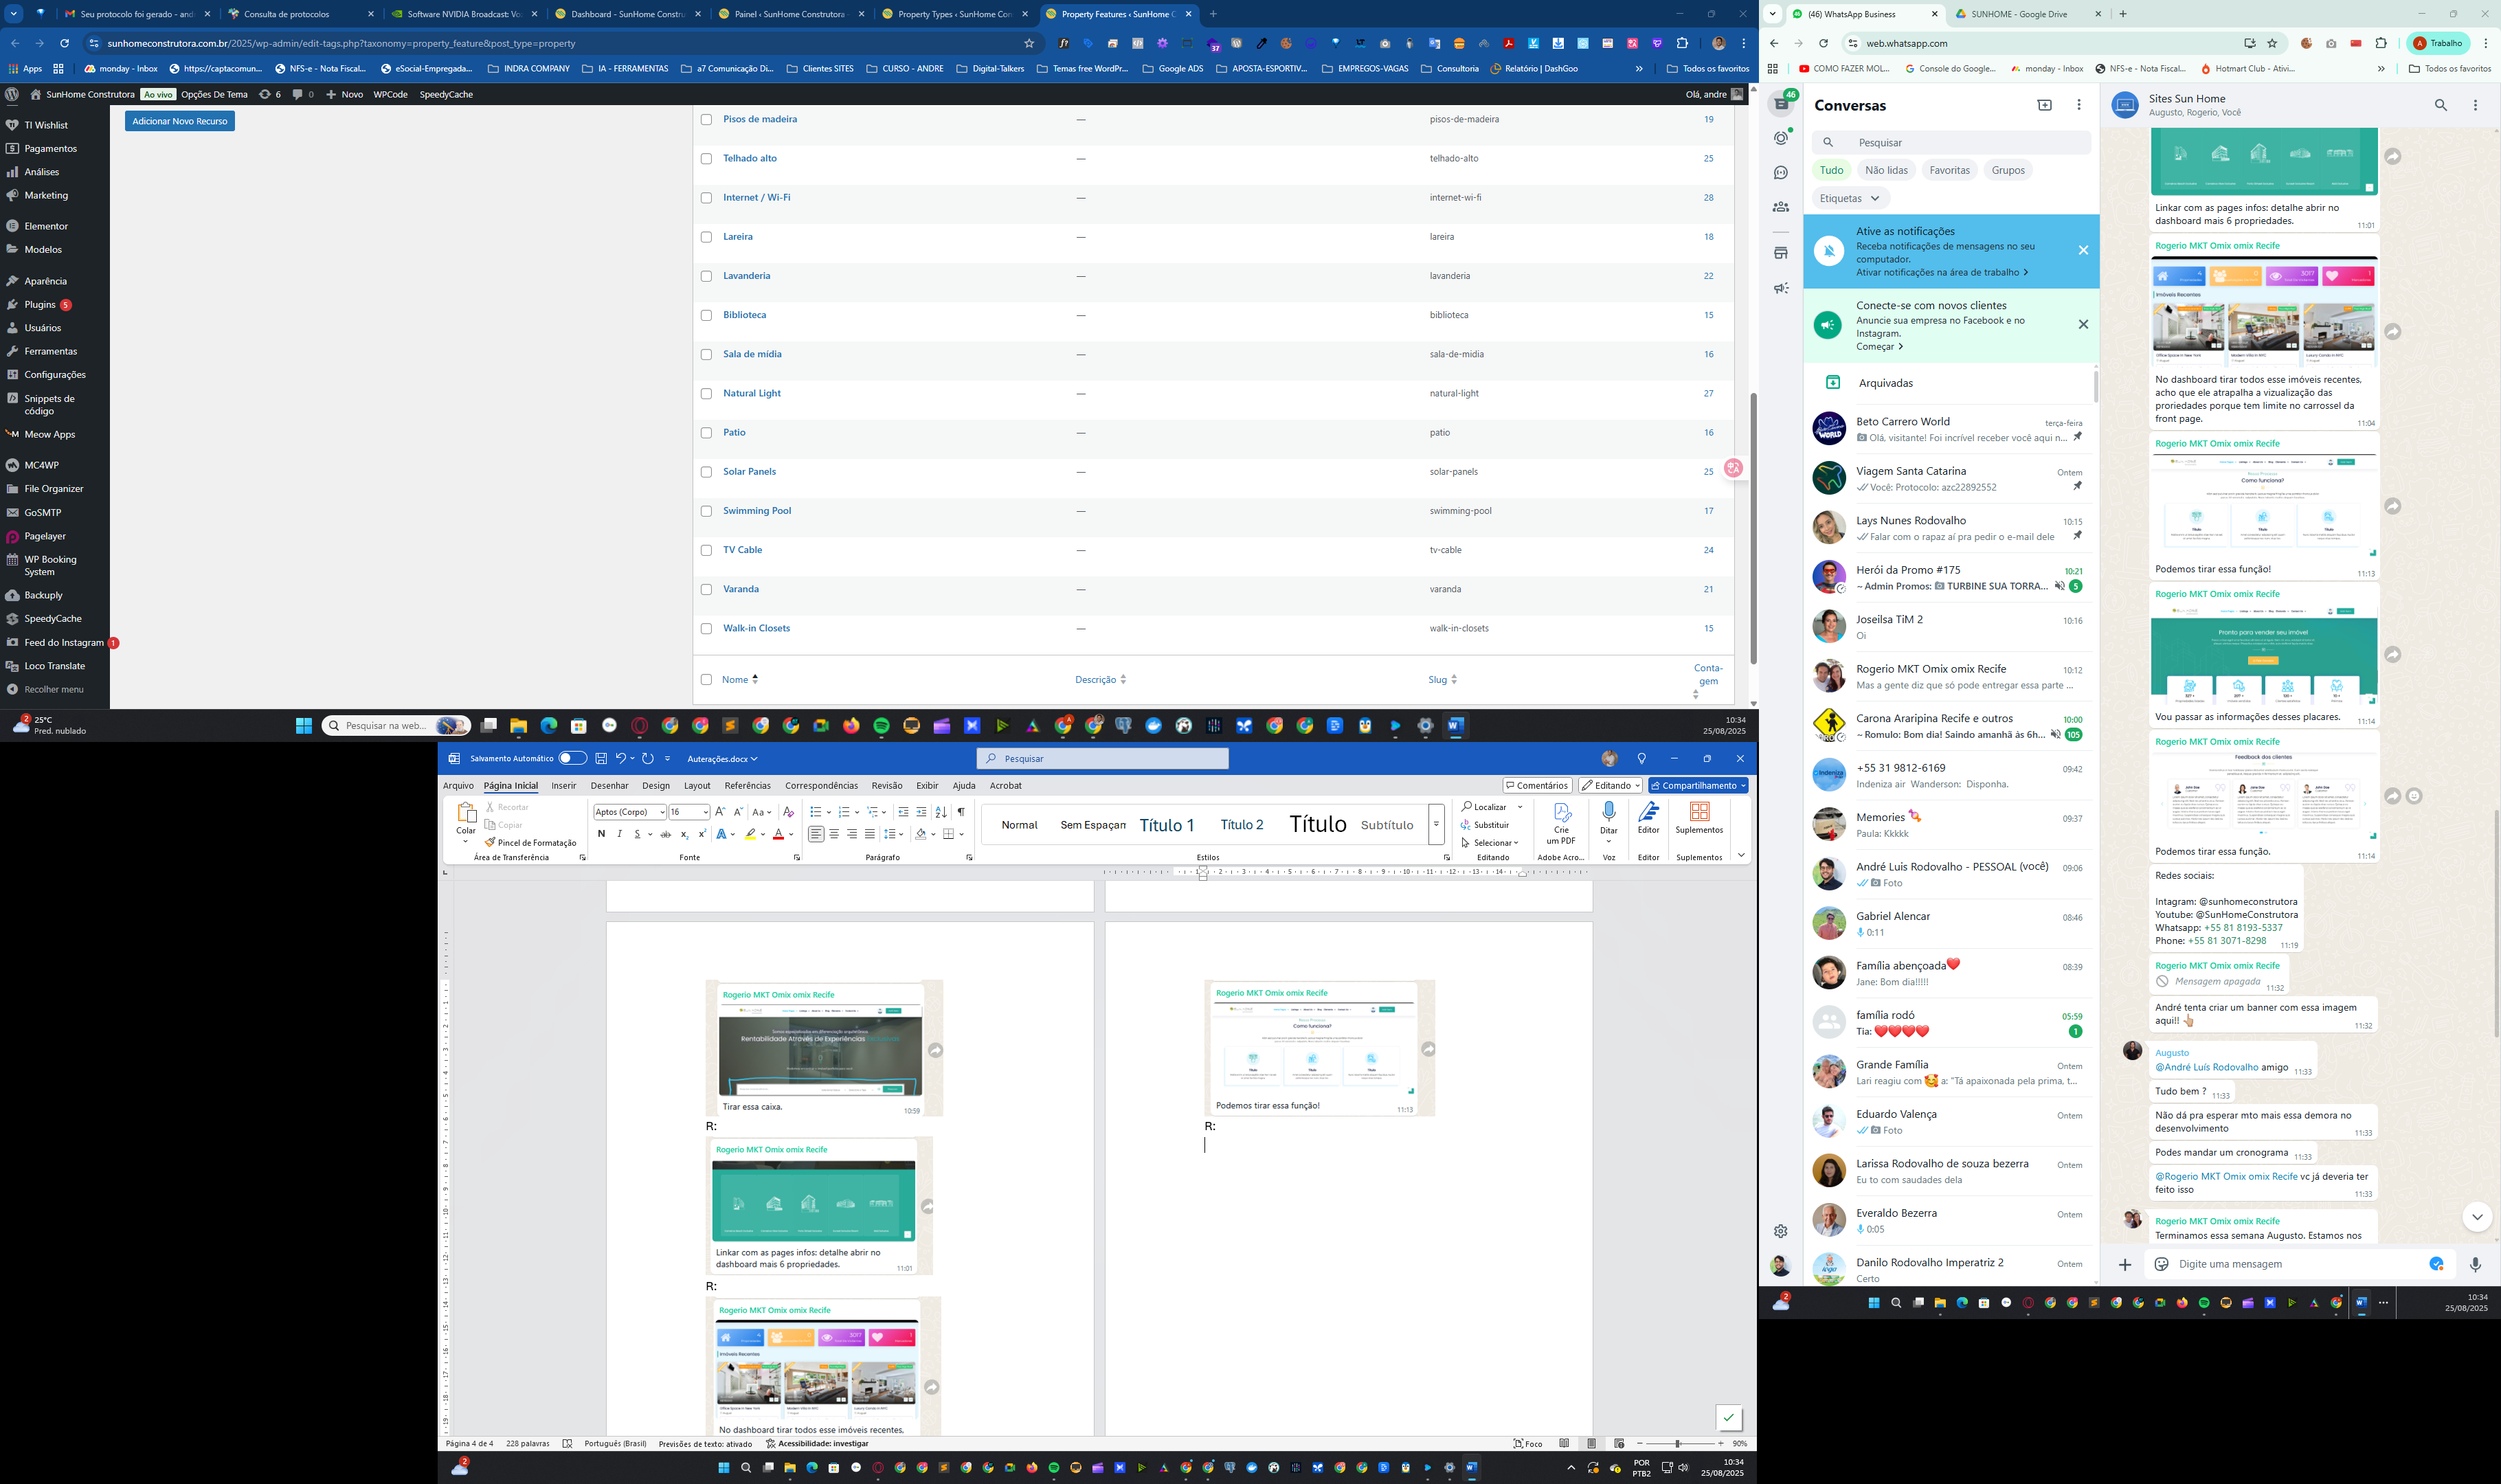 Seu protocolo foi gerado - and
Consulta de protocolos
Software NVIDIA Broadcast: Vo
Dashboard - SunHome Constru
Painel ‹ SunHome Construtora
Property Types ‹ SunHome Con
Property Features ‹ SunHome C
sunhomeconstrutora.com.br/2025/wp-admin/edit-tags.php?taxonomy=property_feature&post_type=property
Apps
monday - Inbox
https://captacomun...
NFS-e - Nota Fiscal...
eSocial-Empregada...
INDRA COMPANY
IA - FERRAMENTAS
a7 Comunicação Di...
Clientes SITES
CURSO - ANDRE
Digital-Talkers
Temas free WordPr...
Google ADS
APOSTA-ESPORTIV...
EMPREGOS-VAGAS
Consultoria
Relatório | DashGoo
Todos os favoritos
SunHome Construtora
Ao vivo
Opções De Tema
6
0
Novo
WPCode
SpeedyCache
Olá, andre
TI Wishlist
Pagamentos
Análises
Marketing
Elementor
Modelos
Aparência
Plugins 5
Usuários
Ferramentas
Configurações
Snippets de
código
Meow Apps
MC4WP
File Organizer
GoSMTP
Pagelayer
WP Booking
System
Backuply
SpeedyCache
Feed do Instagram 1
Loco Translate
Recolher menu
Adicionar Novo Recurso
Pisos de madeira — pisos-de-madeira 19
Telhado alto — telhado-alto 25
Internet / Wi-Fi — internet-wi-fi 28
Lareira — lareira 18
Lavanderia — lavanderia 22
Biblioteca — biblioteca 15
Sala de mídia — sala-de-midia 16
Natural Light — natural-light 27
Patio — patio 16
Solar Panels — solar-panels 25
Swimming Pool — swimming-pool 17
TV Cable — tv-cable 24
Varanda — varanda 21
Walk-in Closets — walk-in-closets 15
Nome Descrição Slug Conta-
gem
25°C
Pred. nublado
Pesquisar na web...
10:34
25/08/2025
Salvamento Automático
Auterações.docx
Pesquisar
Arquivo
Página Inicial
Inserir
Desenhar
Design
Layout
Referências
Correspondências
Revisão
Exibir
Ajuda
Acrobat
Comentários
Editando
Compartilhamento
Colar
Recortar
Copiar
Pincel de Formatação
Área de Transferência
Aptos (Corpo)
16
Fonte
Parágrafo
Normal
Sem Espaçan
Título 1
Título 2
Título
Subtítulo
Estilos
Localizar
Substituir
Selecionar
Editando
Crie
um PDF
Adobe Acro...
Ditar
Voz
Editor
Editor
Suplementos
Suplementos
Rogerio MKT Omix omix Recife
Rentabilidade Através de Experiências
Tirar essa caixa.
10:59
R:
Rogerio MKT Omix omix Recife
Linkar com as pages infos: detalhe abrir no
dashboard mais 6 propriedades.
11:01
R:
Rogerio MKT Omix omix Recife
Imóveis Recentes
No dashboard tirar todos esse imóveis recentes,
Rogerio MKT Omix omix Recife
Como funciona?
Podemos tirar essa função!
11:13
R:
Página 4 de 4
228 palavras
Português (Brasil)
Previsões de texto: ativado
Acessibilidade: investigar
Foco
90%
POR
PTB2
10:34
25/08/2025
(46) WhatsApp Business
SUNHOME - Google Drive
web.whatsapp.com
Trabalho
COMO FAZER MOL...
Console do Google...
monday - Inbox
NFS-e - Nota Fiscal...
Hotmart Club - Ativi...
Todos os favoritos
46
Conversas
Pesquisar
Tudo
Não lidas
Favoritas
Grupos
Etiquetas
Ative as notificações
Receba notificações de mensagens no seu
computador.
Ativar notificações na área de trabalho
Conecte-se com novos clientes
Anuncie sua empresa no Facebook e no
Instagram.
Começar
Arquivadas
Beto Carrero World terça-feira
Olá, visitante! Foi incrível receber você aqui n...
Viagem Santa Catarina Ontem
Você: Protocolo: azc22892552
Lays Nunes Rodovalho 10:15
Falar com o rapaz aí pra pedir o e-mail dele
Herói da Promo #175 10:21
~ Admin Promos: TURBINE SUA TORRA... 5
Joseilsa TiM 2 10:16
Oi
Rogerio MKT Omix omix Recife 10:12
Mas a gente diz que só pode entregar essa parte ...
Carona Araripina Recife e outros 10:00
~ Romulo: Bom dia! Saindo amanhã às 6h... 105
+55 31 9812-6169 09:42
Indeniza air Wanderson: Disponha.
Memories 🍬 09:37
Paula: Kkkkk
André Luis Rodovalho - PESSOAL (você) 09:06
Foto
Gabriel Alencar 08:46
0:11
Família abençoada❤️ 08:39
Jane: Bom dia!!!!!
família rodó 05:59
Tia: ❤️❤️❤️❤️ 1
Grande Família Ontem
Lari reagiu com 🥰 a: "Tá apaixonada pela prima, t...
Eduardo Valença Ontem
Foto
Larissa Rodovalho de souza bezerra Ontem
Eu to com saudades dela
Everaldo Bezerra Ontem
0:05
Danilo Rodovalho Imperatriz 2 Ontem
Certo
Sites Sun Home
Augusto, Rogerio, Você
Linkar com as pages infos: detalhe abrir no
dashboard mais 6 propriedades.
11:01
Rogerio MKT Omix omix Recife
Imóveis Recentes
No dashboard tirar todos esse imóveis recentes,
acho que ele atrapalha a vizualização das
proriedades porque tem limite no carrossel da
front page.
11:04
Rogerio MKT Omix omix Recife
Como funciona?
Podemos tirar essa função!
11:13
Rogerio MKT Omix omix Recife
Pronto para vender seu imóvel
Vou passar as informações desses placares.
11:14
Rogerio MKT Omix omix Recife
Feedback dos clientes
Podemos tirar essa função.
11:14
Redes sociais:
Intagram: @sunhomeconstrutora
Youtube: @SunHomeConstrutora
Whatsapp: +55 81 8193-5337
Phone: +55 81 3071-8298
11:19
Rogerio MKT Omix omix Recife
Mensagem apagada
11:32
André tenta criar um banner com essa imagem
aqui!! 👆🏼
11:32
Augusto
@André Luís Rodovalho amigo
11:33
Tudo bem ?
11:33
Não dá pra esperar mto mais essa demora no
desenvolvimento
11:33
Podes mandar um cronograma
11:33
@Rogerio MKT Omix omix Recife vc já deveria ter
feito isso
11:33
Rogerio MKT Omix omix Recife
Terminamos essa semana Augusto. Estamos nos
Digite uma mensagem
10:34
25/08/2025